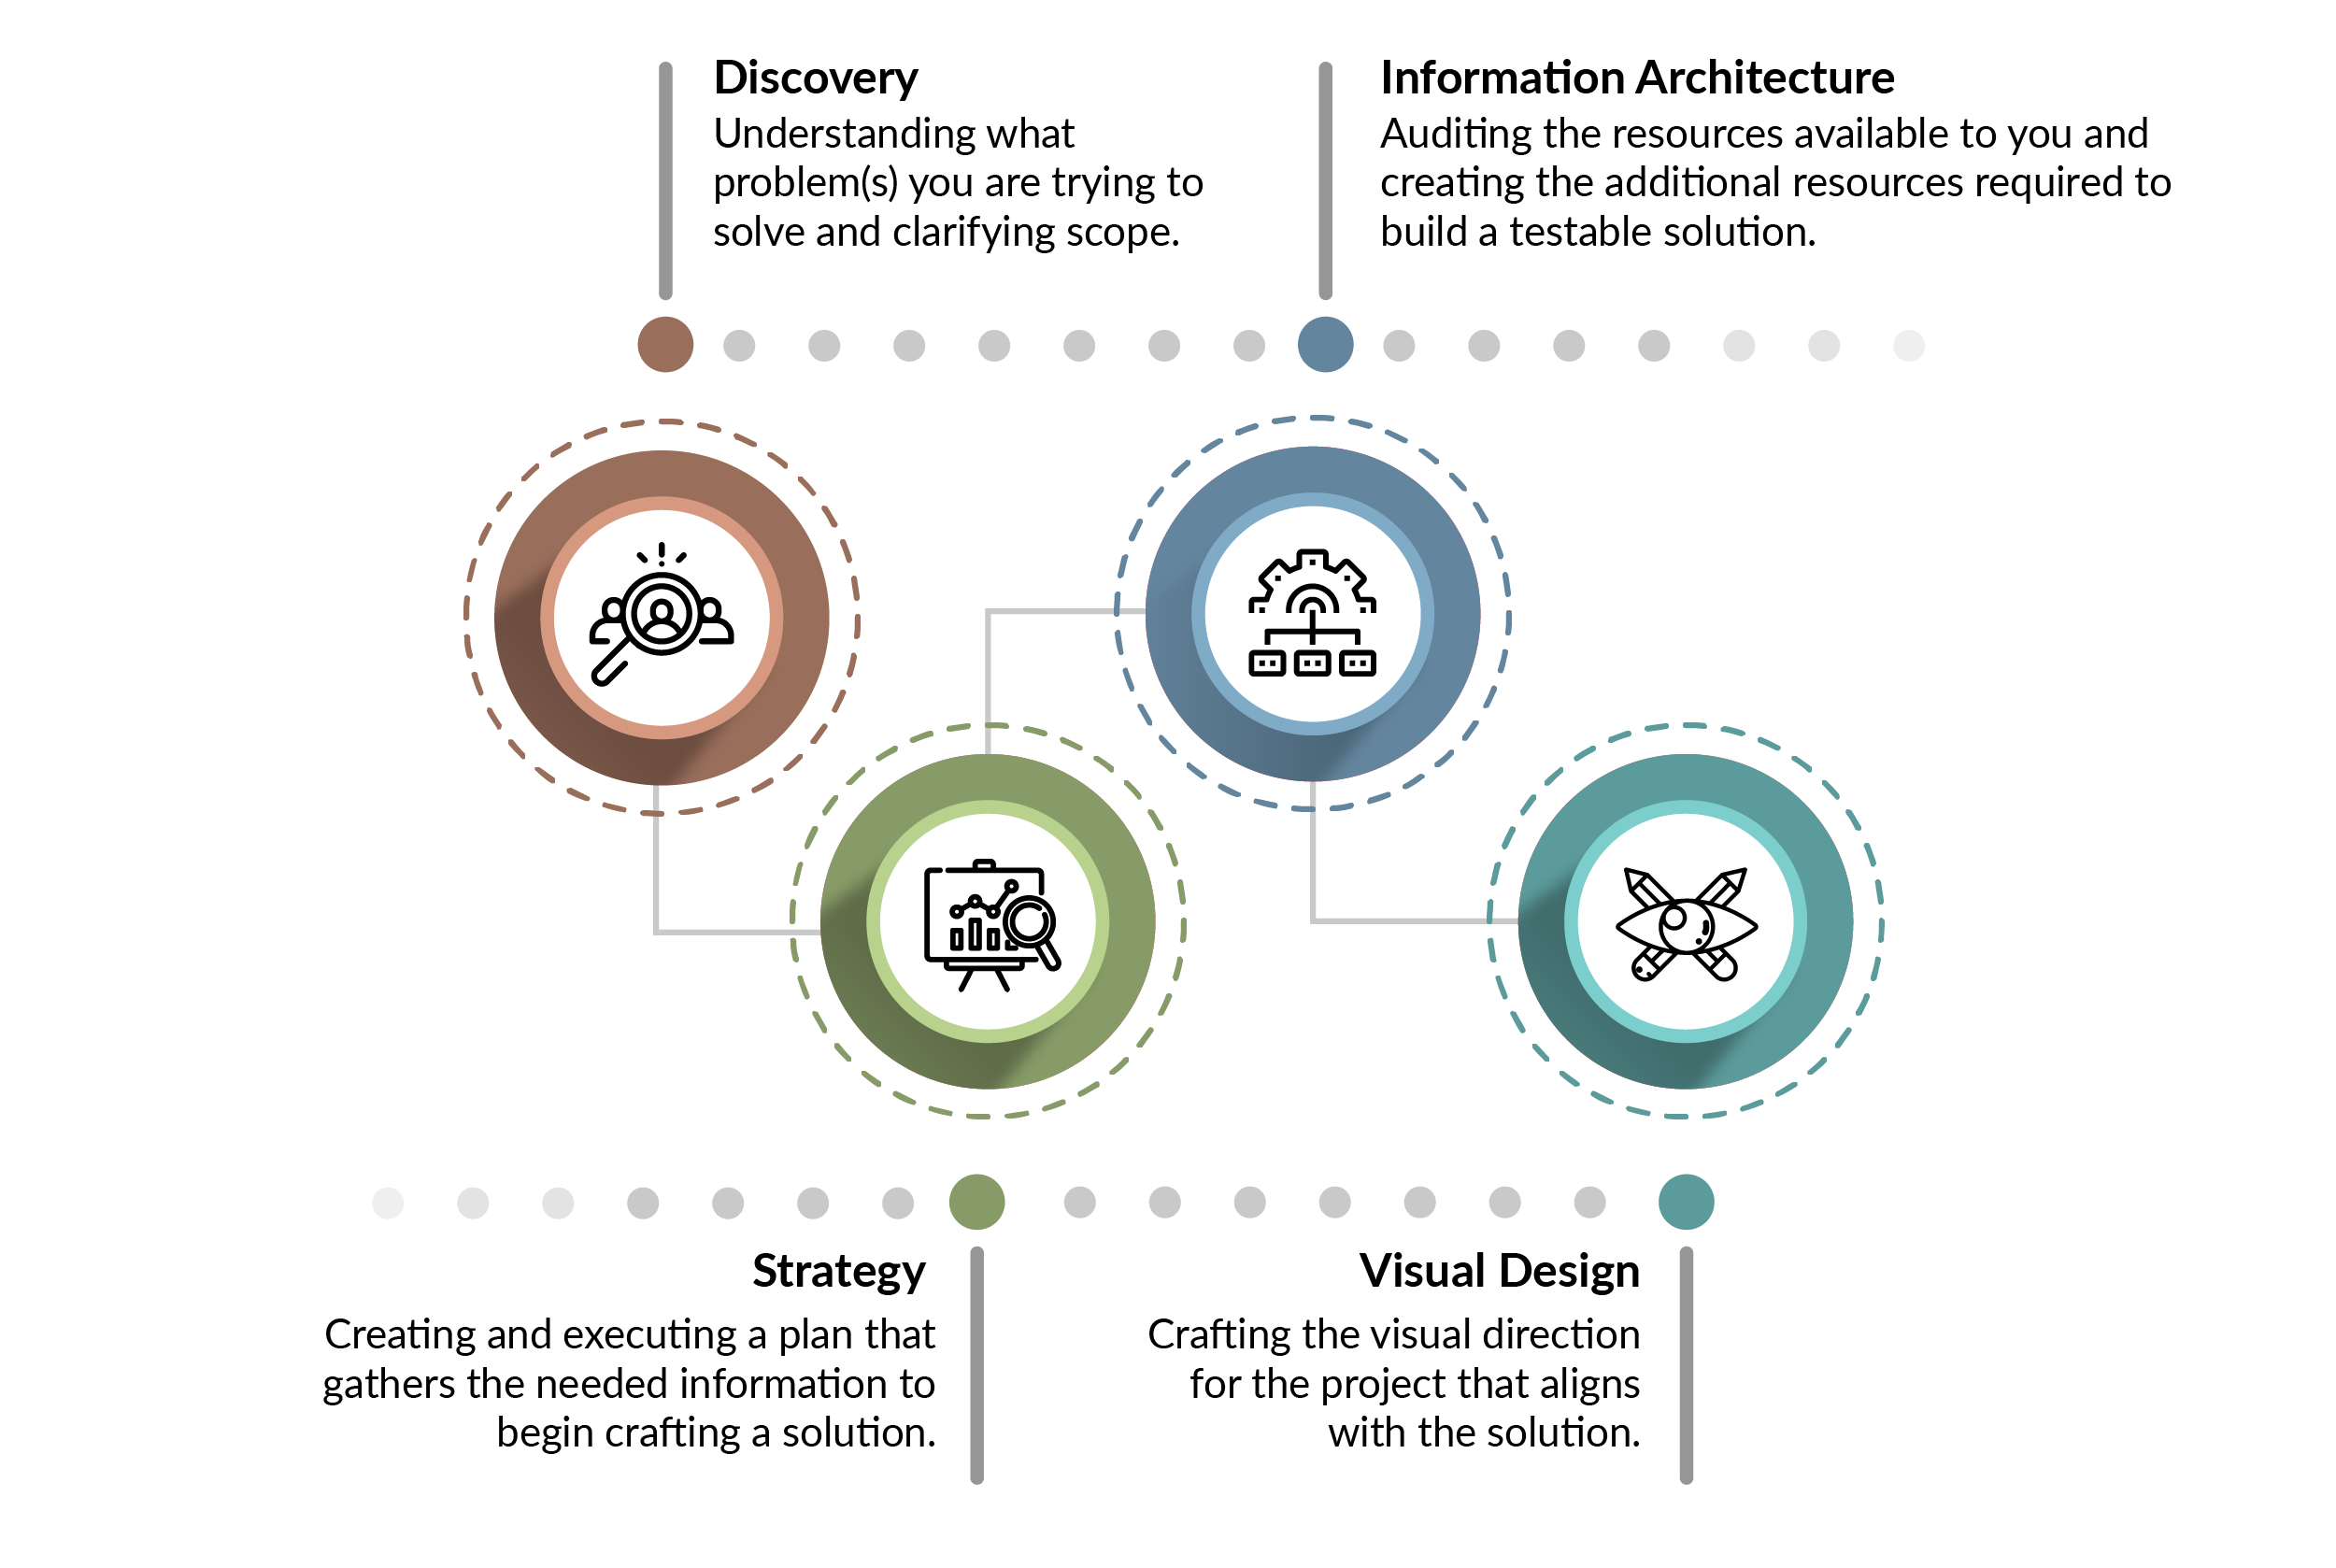 Discovery
Understanding what
problem(s) you are trying to
solve and clarifying scope.
Information Architecture
Auditing the resources available to you and
creating the additional resources required to
build a testable solution.
Strategy
Creating and executing a plan that
gathers the needed information to
begin crafting a solution.
Visual Design
Crafting the visual direction
for the project that aligns
with the solution.